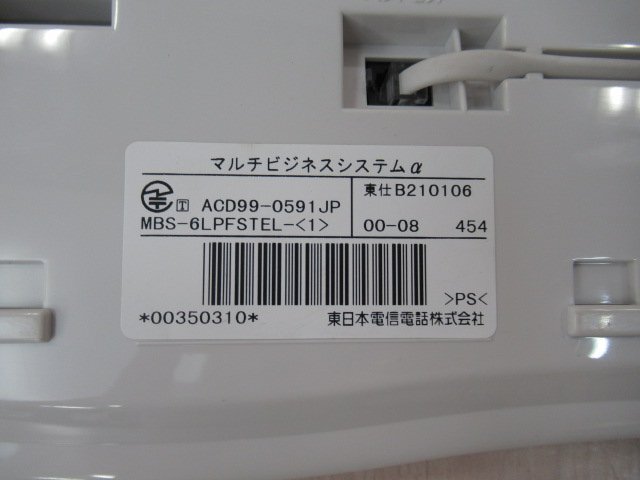 マルチビジネスシステムα
T ACD99-0591JP
東仕B210106
MBS-6LPFSTEL-<1>
00-08 454
>PS<
*00350310*
東日本電信電話株式会社